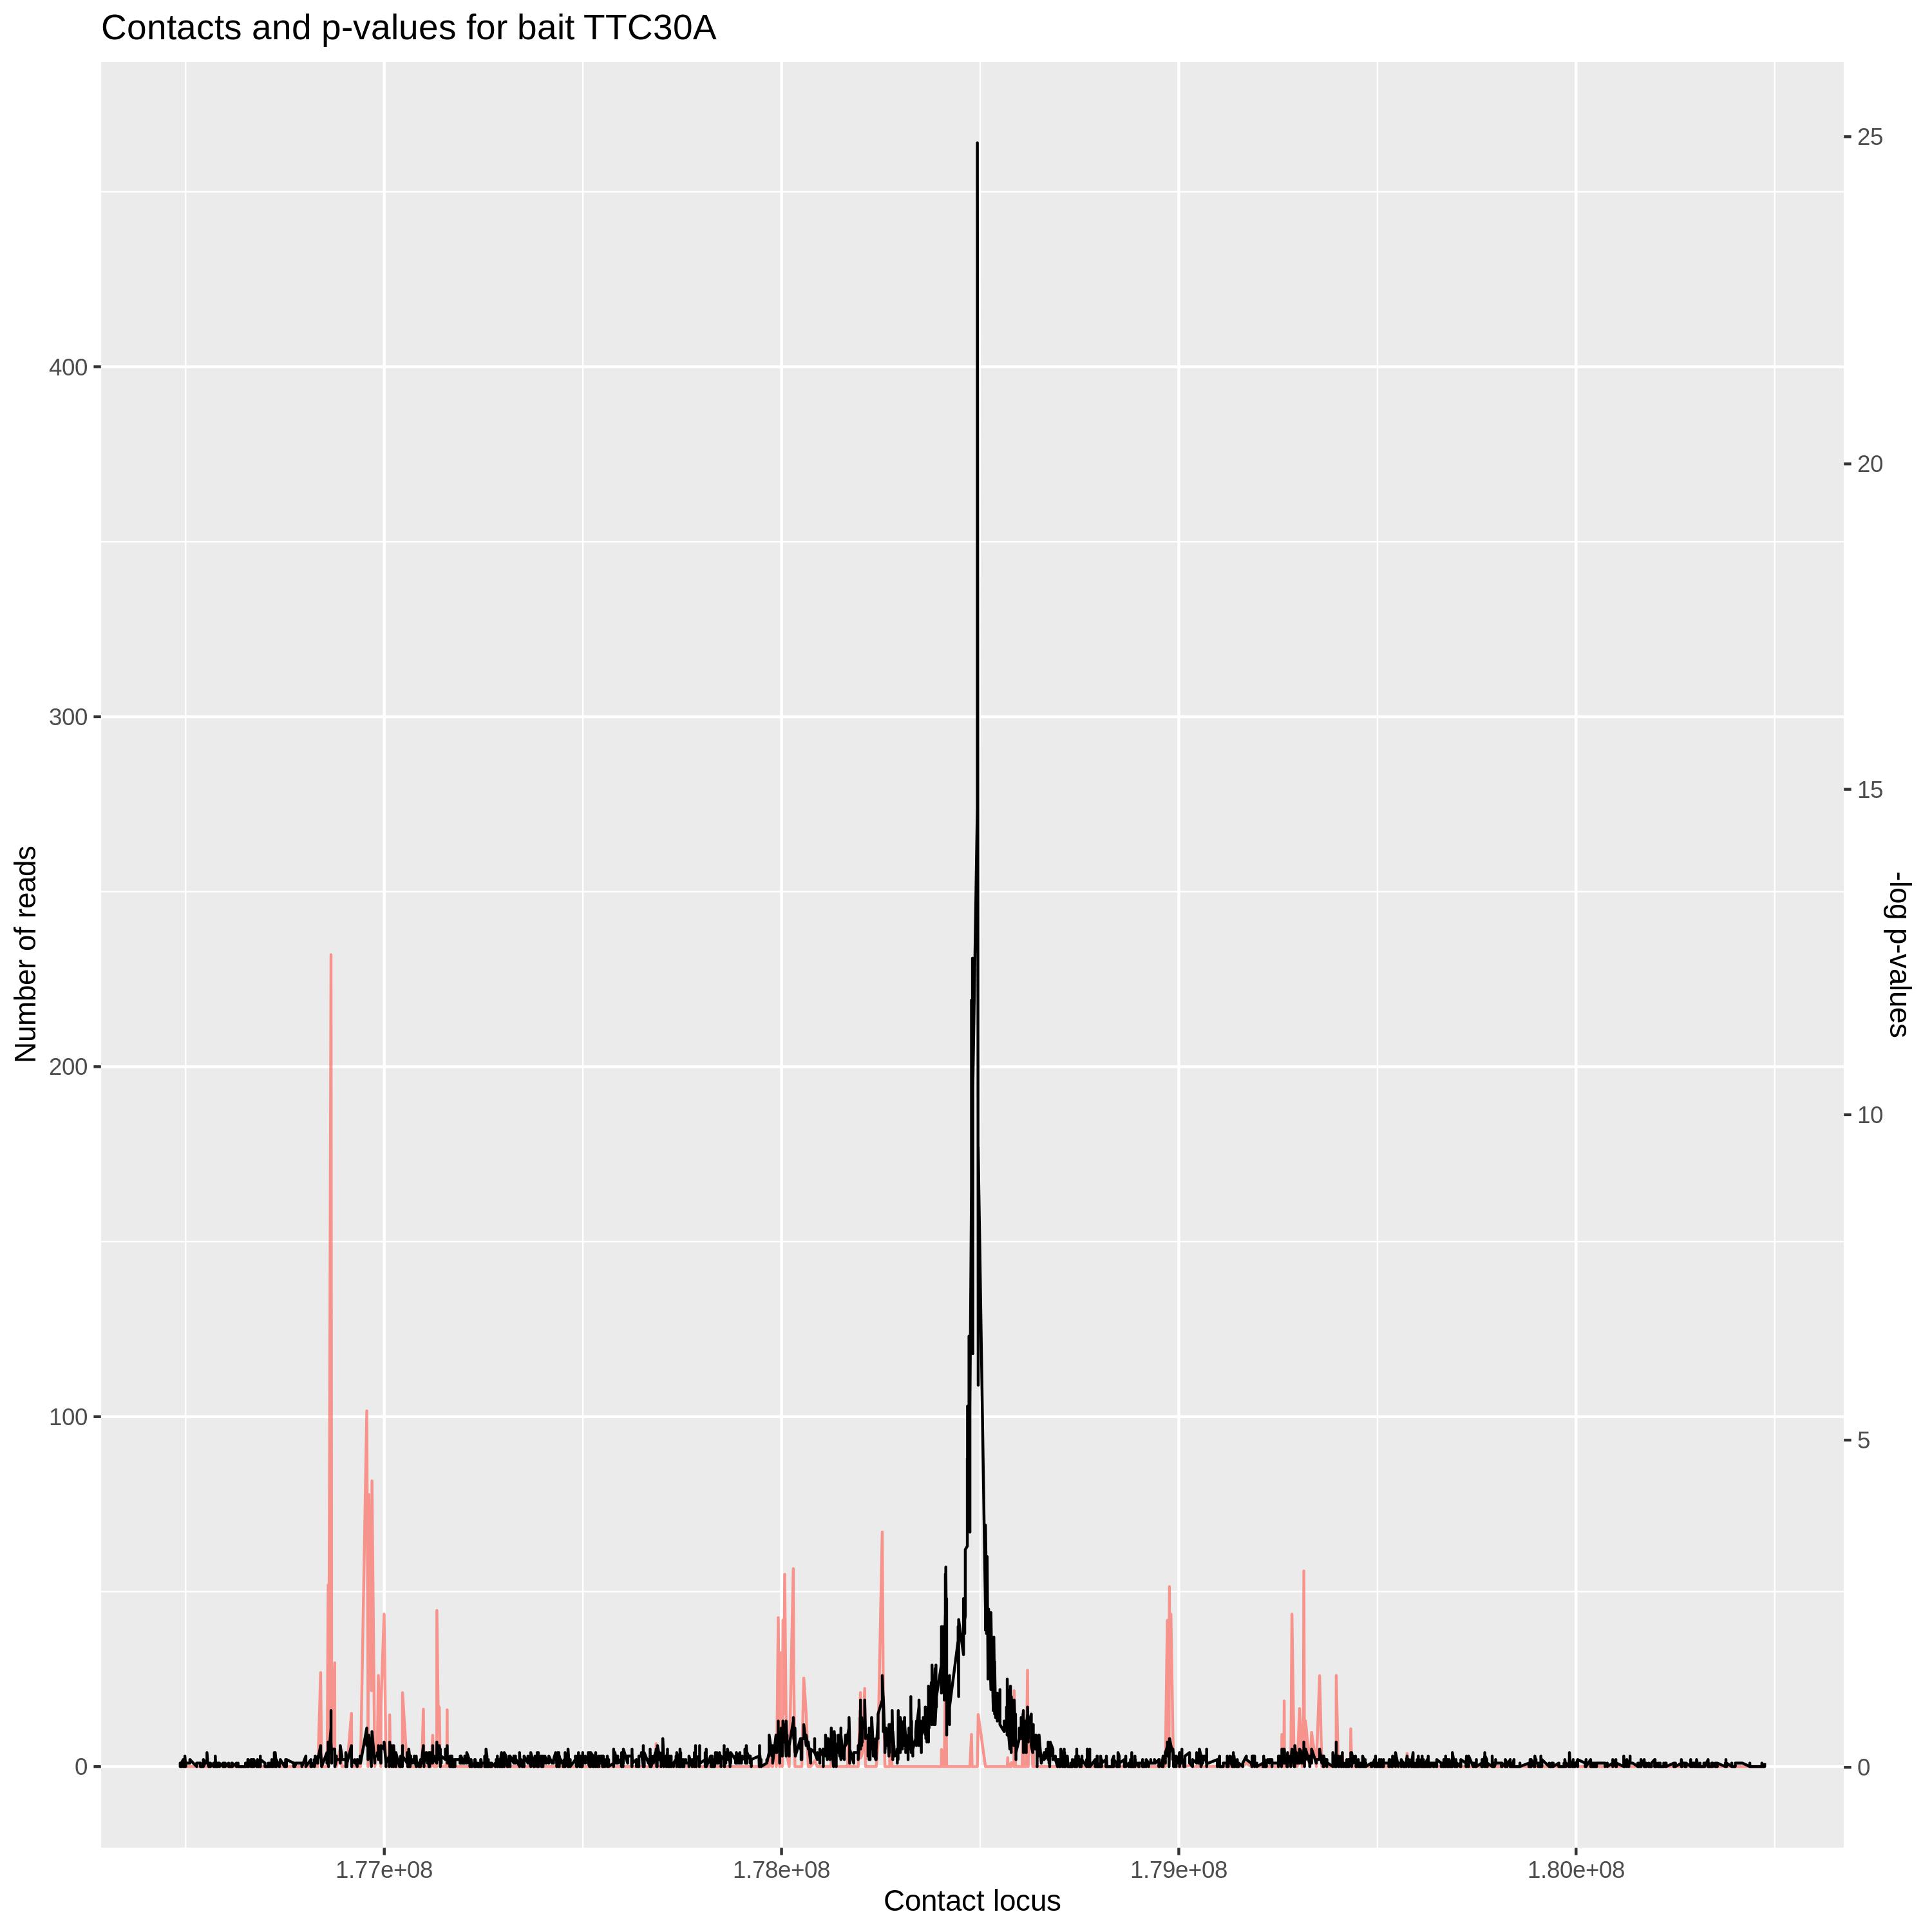 Contacts and p-values for bait TTC30A
400
300
200
100
0
Number of reads
25
20
15
10
5
0
-log p-values
1.77e+08
1.78e+08
1.79e+08
1.80e+08
Contact locus